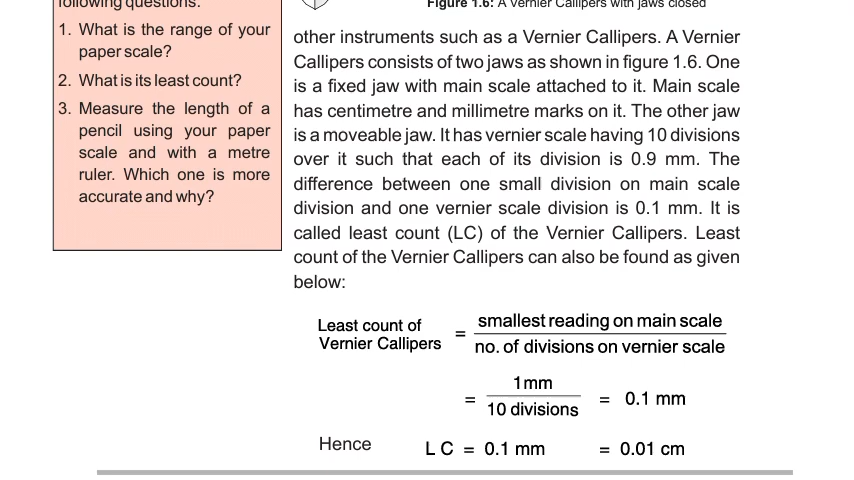 following questions.
1. What is the range of your
paper scale?
2. What is its least count?
3. Measure the length of a
pencil using your paper
scale and with a metre
ruler. Which one is more
accurate and why?
Figure 1.6: A Vernier Callipers with jaws closed
other instruments such as a Vernier Callipers. A Vernier
Callipers consists of two jaws as shown in figure 1.6. One
is a fixed jaw with main scale attached to it. Main scale
has centimetre and millimetre marks on it. The other jaw
is a moveable jaw. It has vernier scale having 10 divisions
over it such that each of its division is 0.9 mm. The
difference between one small division on main scale
division and one vernier scale division is 0.1 mm. It is
called least count (LC) of the Vernier Callipers. Least
count of the Vernier Callipers can also be found as given
below:
Least count of
Vernier Callipers = smallest reading on main scale
no. of divisions on vernier scale
= 1mm
10 divisions = 0.1 mm
Hence L C = 0.1 mm = 0.01 cm